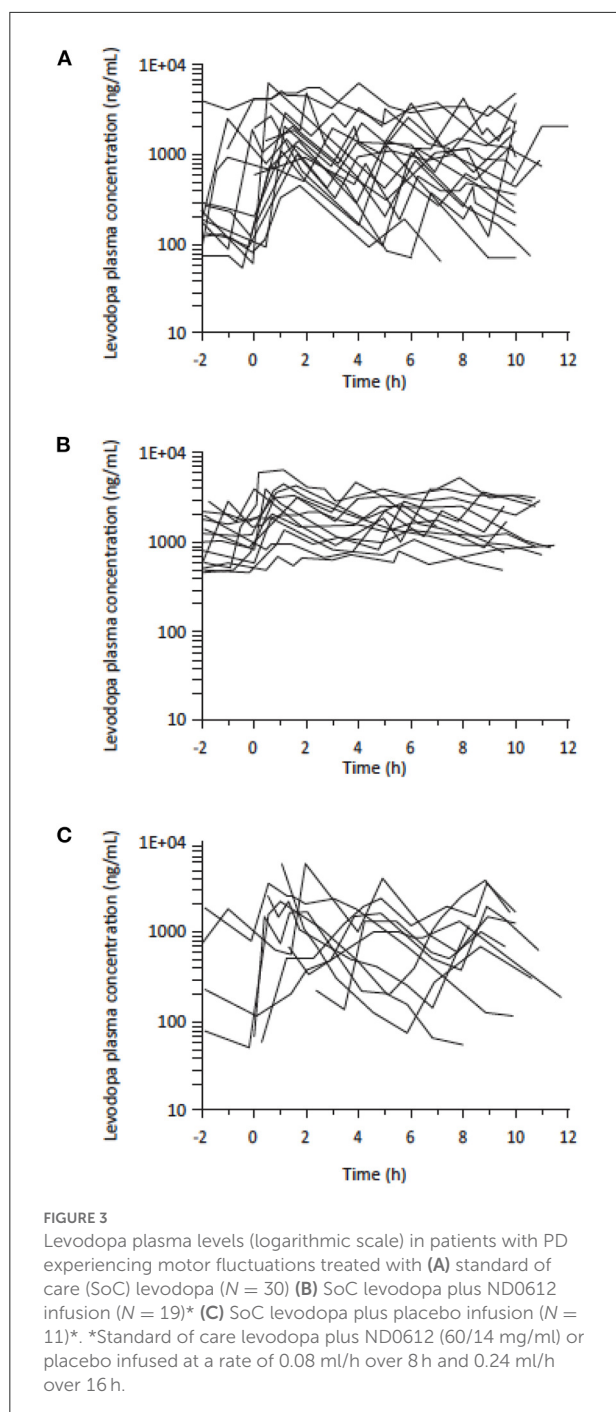 A
Levodopa plasma concentration (ng/mL)
1E+04
1000
100
10
-2 0 2 4 6 8 10 12
Time (h)
B
Levodopa plasma concentration (ng/mL)
1E+04
1000
100
10
-2 0 2 4 6 8 10 12
Time (h)
C
Levodopa plasma concentration (ng/mL)
1E+04
1000
100
10
-2 0 2 4 6 8 10 12
Time (h)
FIGURE 3
Levodopa plasma levels (logarithmic scale) in patients with PD
experiencing motor fluctuations treated with (A) standard of
care (SoC) levodopa (N = 30) (B) SoC levodopa plus ND0612
infusion (N = 19)* (C) SoC levodopa plus placebo infusion (N =
11)*. *Standard of care levodopa plus ND0612 (60/14 mg/ml) or
placebo infused at a rate of 0.08 ml/h over 8 h and 0.24 ml/h
over 16 h.